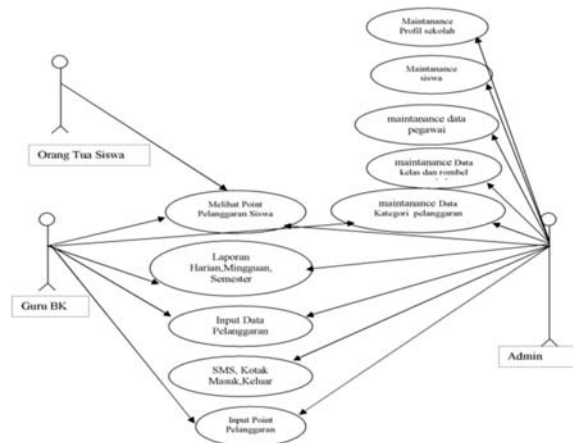 Maintanance
Profil sekolah
Maintanance
siswa
maintanance data
pegawai
Orang Tua Siswa
maintanance Data
kelas dan rombel
Melihat Point
Pelanggaran Siswa
maintanance Data
Kategori pelanggaran
Laporan
Harian,Mingguan,
Semester
Guru BK
Input Data
Pelanggaran
Admin
SMS, Kotak
Masuk,Keluar
Input Point
Pelanggaran